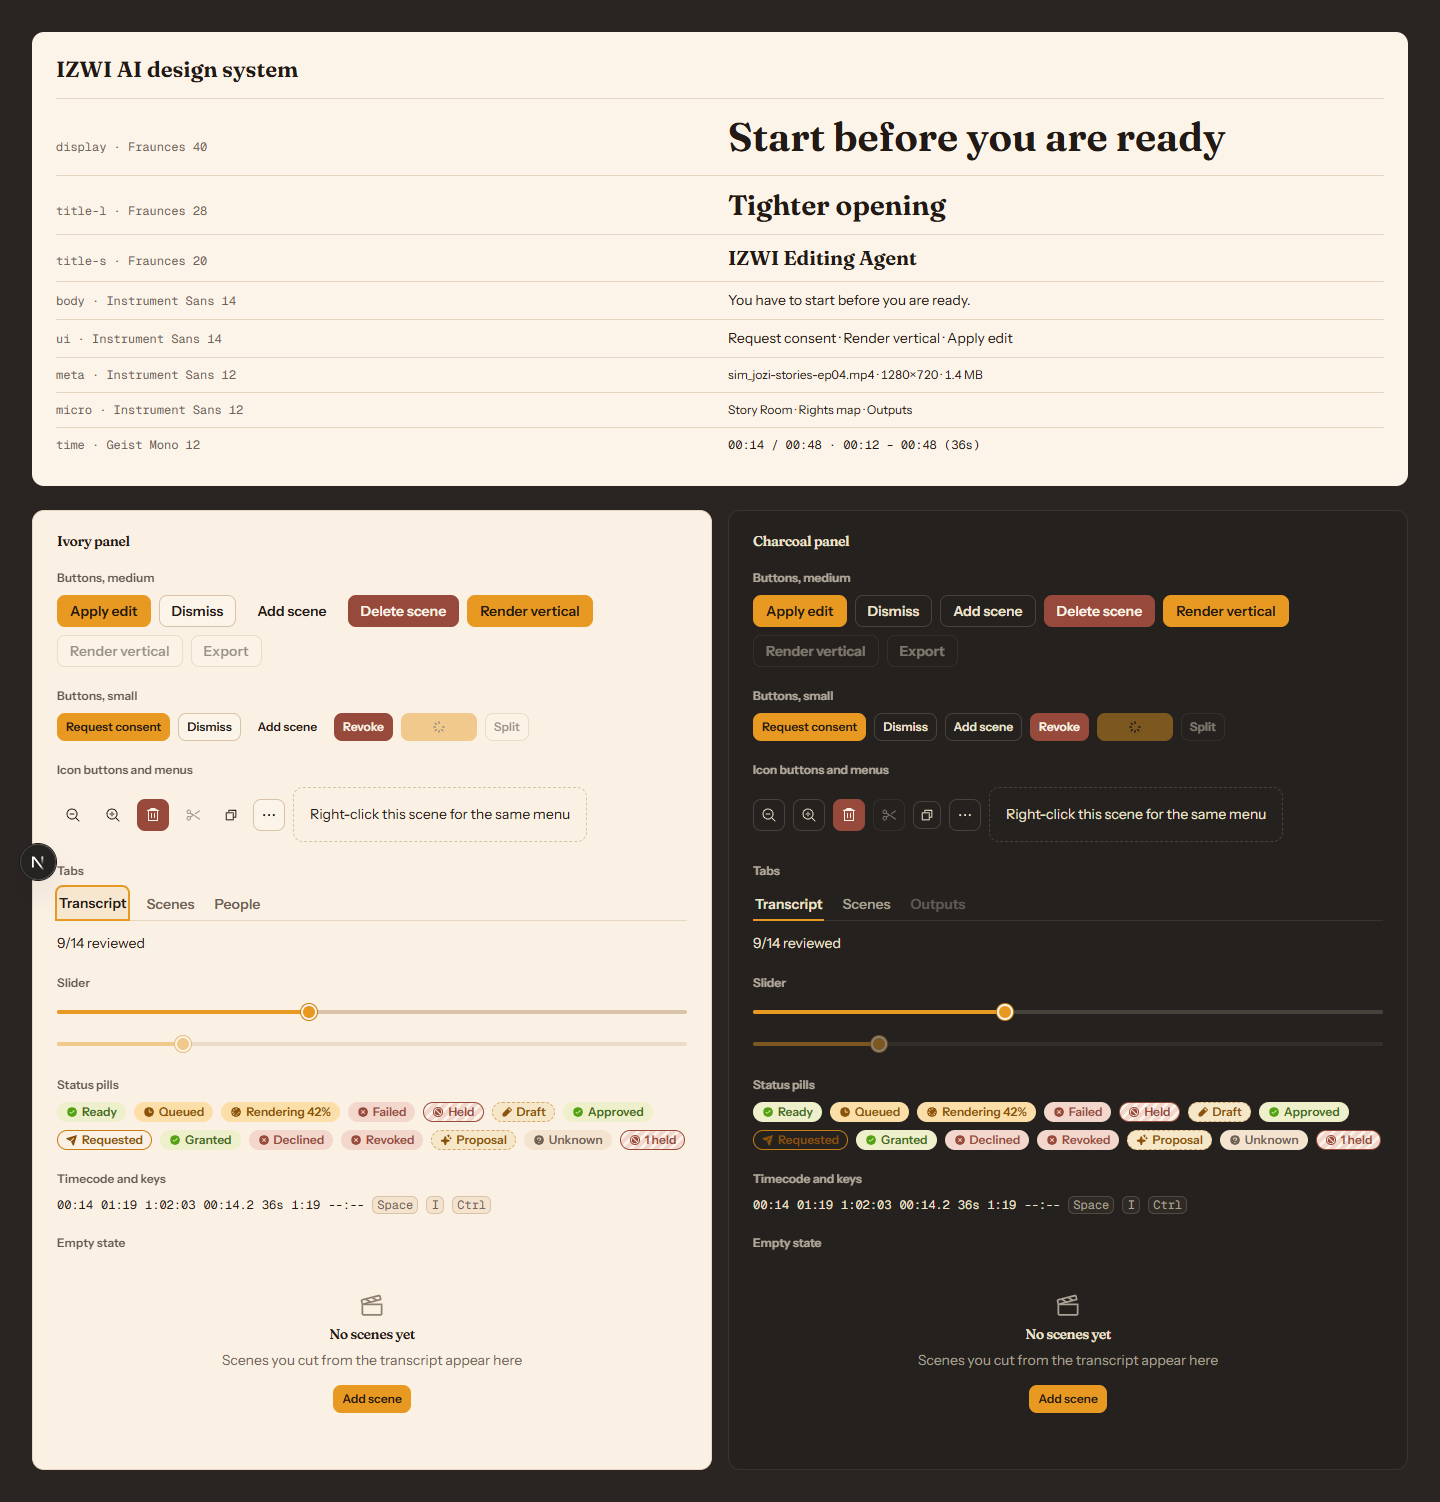 IZWI AI design system
display · Fraunces 40
Start before you are ready
title-l · Fraunces 28
Tighter opening
title-s · Fraunces 20
IZWI Editing Agent
body · Instrument Sans 14
You have to start before you are ready.
ui · Instrument Sans 14
Request consent · Render vertical · Apply edit
meta · Instrument Sans 12
sim_jozi-stories-ep04.mp4 · 1280×720 · 1.4 MB
micro · Instrument Sans 12
Story Room · Rights map · Outputs
time · Geist Mono 12
00:14 / 00:48 · 00:12 – 00:48 (36s)
Ivory panel
Buttons, medium
Apply edit Dismiss Add scene Delete scene Render vertical
Render vertical Export
Buttons, small
Request consent Dismiss Add scene Revoke Split
Icon buttons and menus
Right-click this scene for the same menu
N
Tabs
Transcript Scenes People
9/14 reviewed
Slider
Status pills
Ready Queued Rendering 42% Failed Held Draft Approved
Requested Granted Declined Revoked Proposal Unknown 1 held
Timecode and keys
00:14 01:19 1:02:03 00:14.2 36s 1:19 --:-- Space I Ctrl
Empty state
No scenes yet
Scenes you cut from the transcript appear here
Add scene
Charcoal panel
Buttons, medium
Apply edit Dismiss Add scene Delete scene Render vertical
Render vertical Export
Buttons, small
Request consent Dismiss Add scene Revoke Split
Icon buttons and menus
Right-click this scene for the same menu
Tabs
Transcript Scenes Outputs
9/14 reviewed
Slider
Status pills
Ready Queued Rendering 42% Failed Held Draft Approved
Requested Granted Declined Revoked Proposal Unknown 1 held
Timecode and keys
00:14 01:19 1:02:03 00:14.2 36s 1:19 --:-- Space I Ctrl
Empty state
No scenes yet
Scenes you cut from the transcript appear here
Add scene